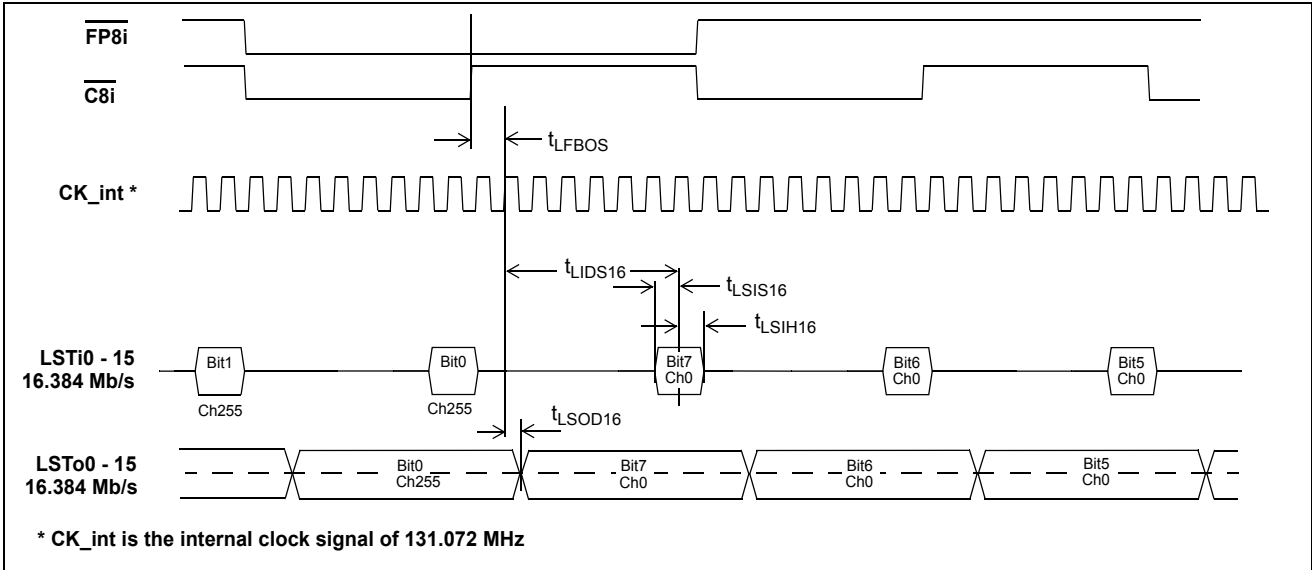 FP8i
C8i
tLFBOS
CK_int *
tLIDS16
tLSIS16
tLSIH16
LSTi0 - 15
16.384 Mb/s
Bit1
Ch255
Bit0
Ch255
Bit7
Ch0
Bit6
Ch0
Bit5
Ch0
tLSOD16
LSTo0 - 15
16.384 Mb/s
Bit0
Ch255
Bit7
Ch0
Bit6
Ch0
Bit5
Ch0
* CK_int is the internal clock signal of 131.072 MHz